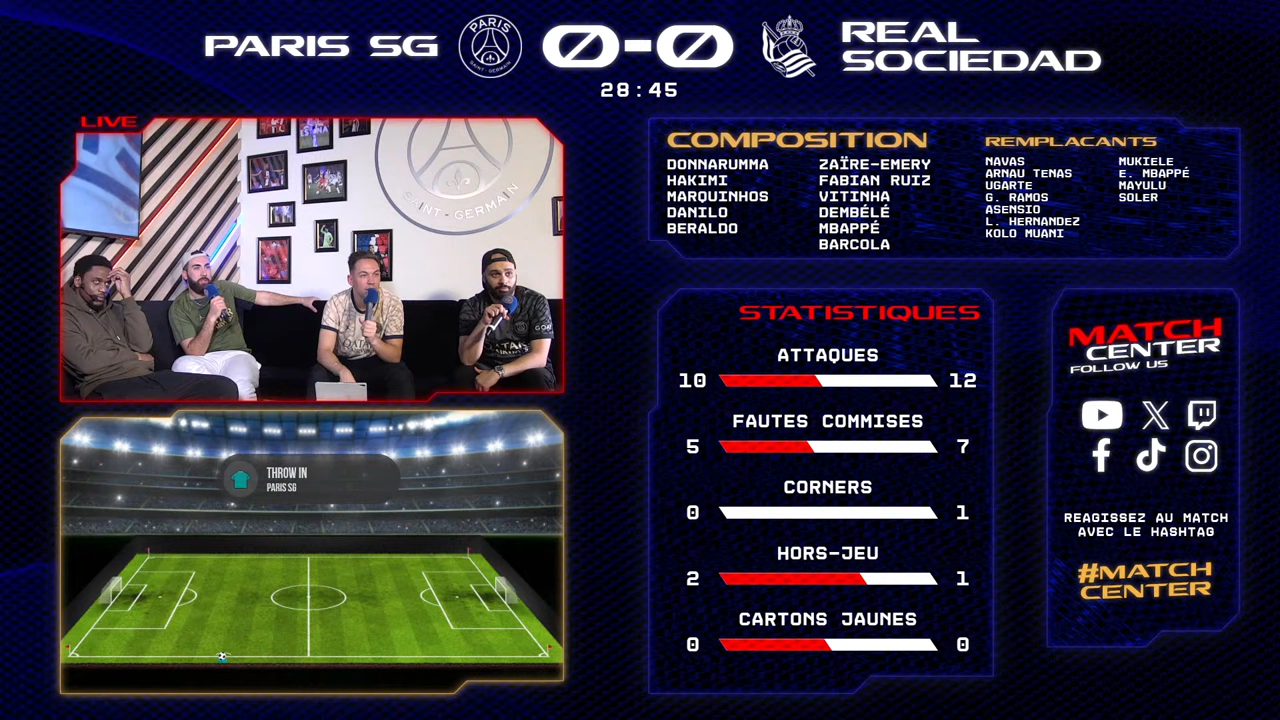 PARIS SG
PARIS
SAINT-GERMAIN
0-0
REAL
SOCIEDAD
28:45
LIVE
SAINT-GERMAIN
COMPOSITION
DONNARUMMA
HAKIMI
MARQUINHOS
DANILO
BERALDO
ZAÏRE-EMERY
FABIAN RUIZ
VITINHA
DEMBÉLÉ
MBAPPÉ
BARCOLA
REMPLACANTS
NAVAS
ARNAU TENAS
UGARTE
G. RAMOS
ASENSIO
L. HERNANDEZ
KOLO MUANI
MUKIELE
E. MBAPPÉ
MAYULU
SOLER
THROW IN
PARIS SG
STATISTIQUES
ATTAQUES
10 12
FAUTES COMMISES
5 7
CORNERS
0 1
HORS-JEU
2 1
CARTONS JAUNES
0 0
MATCH
CENTER
FOLLOW US
REAGISSEZ AU MATCH
AVEC LE HASHTAG
#MATCH
CENTER